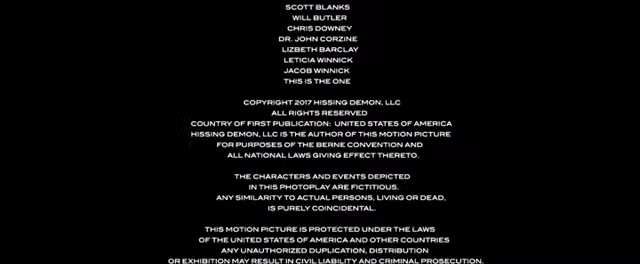 SCOTT BLANKS
WILL BUTLER
CHRIS DOWNEY
DR. JOHN CORZINE
LIZBETH BARCLAY
LETICIA WINNICK
JACOB WINNICK
THIS IS THE ONE
COPYRIGHT 2017 HISSING DEMON, LLC
ALL RIGHTS RESERVED
COUNTRY OF FIRST PUBLICATION: UNITED STATES OF AMERICA
HISSING DEMON, LLC IS THE AUTHOR OF THIS MOTION PICTURE
FOR PURPOSES OF THE BERNE CONVENTION AND
ALL NATIONAL LAWS GIVING EFFECT THERETO.
THE CHARACTERS AND EVENTS DEPICTED
IN THIS PHOTOPLAY ARE FICTITIOUS.
ANY SIMILARITY TO ACTUAL PERSONS, LIVING OR DEAD,
IS PURELY COINCIDENTAL.
THIS MOTION PICTURE IS PROTECTED UNDER THE LAWS
OF THE UNITED STATES OF AMERICA AND OTHER COUNTRIES
ANY UNAUTHORIZED DUPLICATION, DISTRIBUTION
OR EXHIBITION MAY RESULT IN CIVIL LIABILITY AND CRIMINAL PROSECUTION.